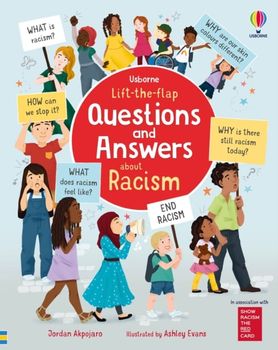 WHAT is
racism?
WHY are our skin
colours different?
USBORNE
Usborne
Lift-the-flap
Questions and
Answers
about
Racism
HOW can
we stop it?
WHY is there
still racism
today?
WHAT
does racism
feel like?
END
RACISM
In association with
SHOW
RACISM
THE
RED
CARD
Jordan Akpojaro
Illustrated by Ashley Evans